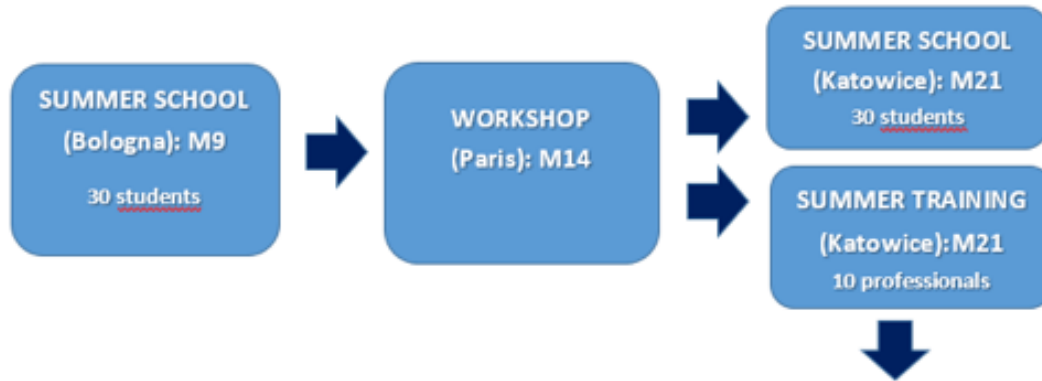 SUMMER SCHOOL
(Bologna): M9
30 students
WORKSHOP
(Paris): M14
SUMMER SCHOOL
(Katowice): M21
30 students
SUMMER TRAINING
(Katowice):M21
10 professionals